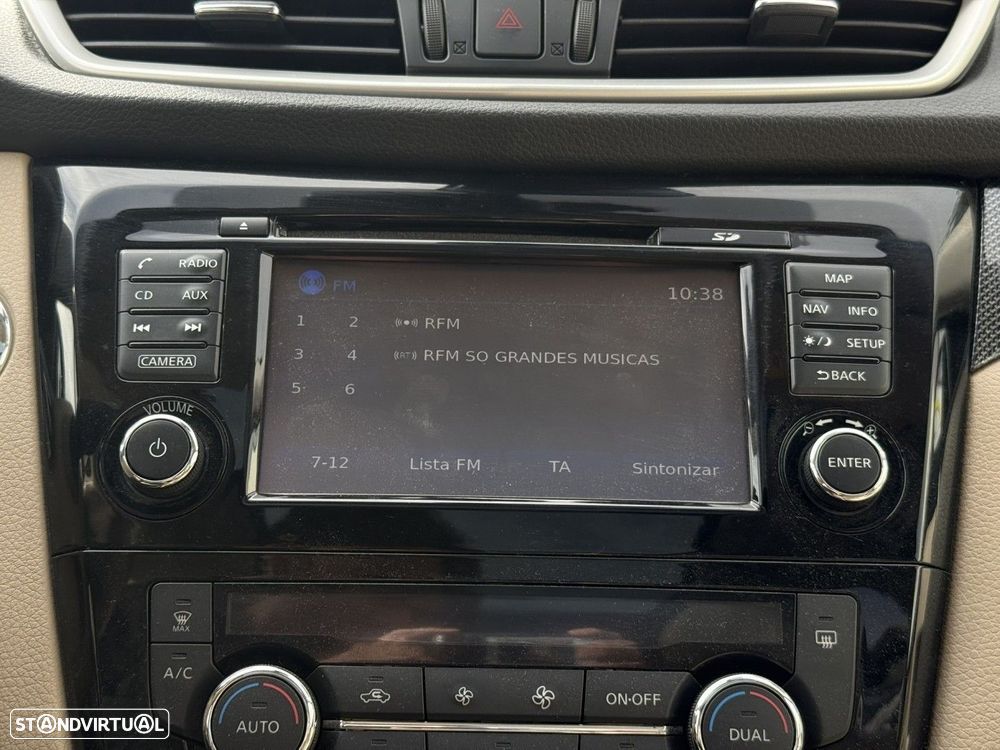 RADIO
CD AUX
CAMERA
VOLUME
FM
10:38
1 2 RFM
3 4 (RT) RFM SO GRANDES MUSICAS
5 6
7-12 Lista FM TA Sintonizar
SD
MAP
NAV INFO
SETUP
BACK
ENTER
MAX
A/C
AUTO
ON·OFF
DUAL
STANDVIRTUAL